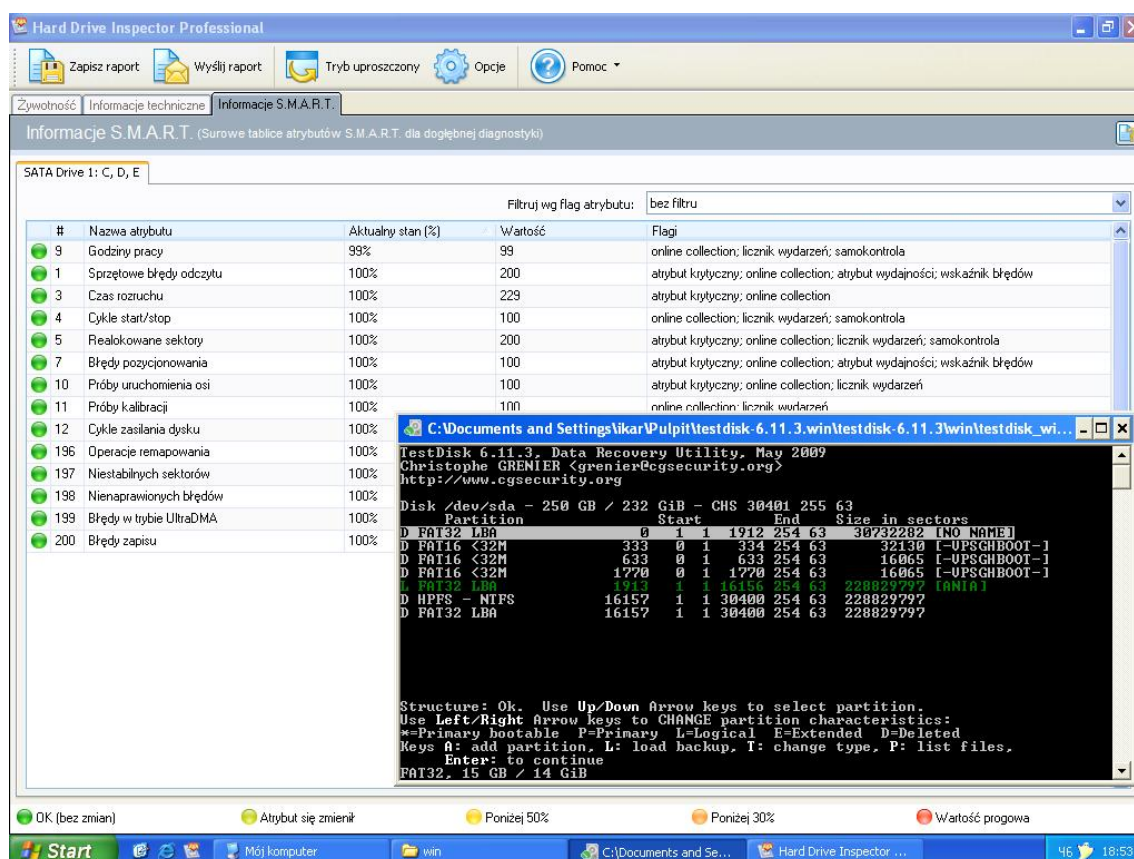 Hard Drive Inspector Professional
Zapisz raport Wyślij raport Tryb uproszczony Opcje Pomoc
Żywotność Informacje techniczne Informacje S.M.A.R.T.
Informacje S.M.A.R.T. (Surowe tablice atrybutów S.M.A.R.T. dla dogłębnej diagnostyki)
SATA Drive 1: C, D, E
Filtruj wg flag atrybutu: bez filtru
# Nazwa atrybutu Aktualny stan (%) Wartość Flagi
9 Godziny pracy 99% 99 online collection; licznik wydarzeń; samokontrola
1 Sprzętowe błędy odczytu 100% 200 atrybut krytyczny; online collection; atrybut wydajności; wskaźnik błędów
3 Czas rozruchu 100% 229 atrybut krytyczny; online collection
4 Cykle start/stop 100% 100 online collection; licznik wydarzeń; samokontrola
5 Realokowane sektory 100% 200 atrybut krytyczny; online collection; licznik wydarzeń; samokontrola
7 Błędy pozycjonowania 100% 100 atrybut krytyczny; online collection; atrybut wydajności; wskaźnik błędów
10 Próby uruchomienia osi 100% 100 atrybut krytyczny; online collection; licznik wydarzeń
11 Próby kalibracji 100% 100 online collection; licznik wydarzeń
12 Cykle zasilania dysku 100%
196 Operacje remapowania 100%
197 Niestabilnych sektorów 100%
198 Nienaprawionych błędów 100%
199 Błędy w trybie UltraDMA 100%
200 Błędy zapisu 100%
C:\Documents and Settings\ikar\Pulpit\testdisk-6.11.3.win\testdisk-6.11.3\win\testdisk_wi...
TestDisk 6.11.3, Data Recovery Utility, May 2009
Christophe GRENIER <grenier@cgsecurity.org>
http://www.cgsecurity.org
Disk /dev/sda - 250 GB / 232 GiB - CHS 30401 255 63
Partition Start End Size in sectors
D FAT32 LBA 0 1 1 1912 254 63 30732282 [NO NAME]
D FAT16 <32M 333 0 1 334 254 63 32130 [-VPSGHBOOT-]
D FAT16 <32M 633 0 1 633 254 63 16065 [-VPSGHBOOT-]
D FAT16 <32M 1770 0 1 1770 254 63 16065 [-VPSGHBOOT-]
L FAT32 LBA 1913 1 1 16156 254 63 228829797 [ANIA]
D HPFS - NTFS 16157 1 1 30400 254 63 228829797
D FAT32 LBA 16157 1 1 30400 254 63 228829797
Structure: Ok. Use Up/Down Arrow keys to select partition.
Use Left/Right Arrow keys to CHANGE partition characteristics:
*=Primary bootable P=Primary L=Logical E=Extended D=Deleted
Keys A: add partition, L: load backup, T: change type, P: list files,
Enter: to continue
FAT32, 15 GB / 14 GiB
OK (bez zmian) Atrybut się zmienił Poniżej 50% Poniżej 30% Wartość progowa
Start Mój komputer win C:\Documents and Se... Hard Drive Inspector ... 46 18:53